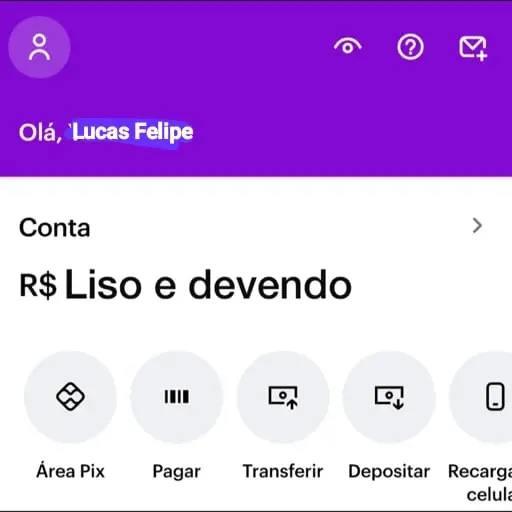 Olá, Lucas Felipe
Conta
R$ Liso e devendo
Área Pix Pagar Transferir Depositar Recarga
celula